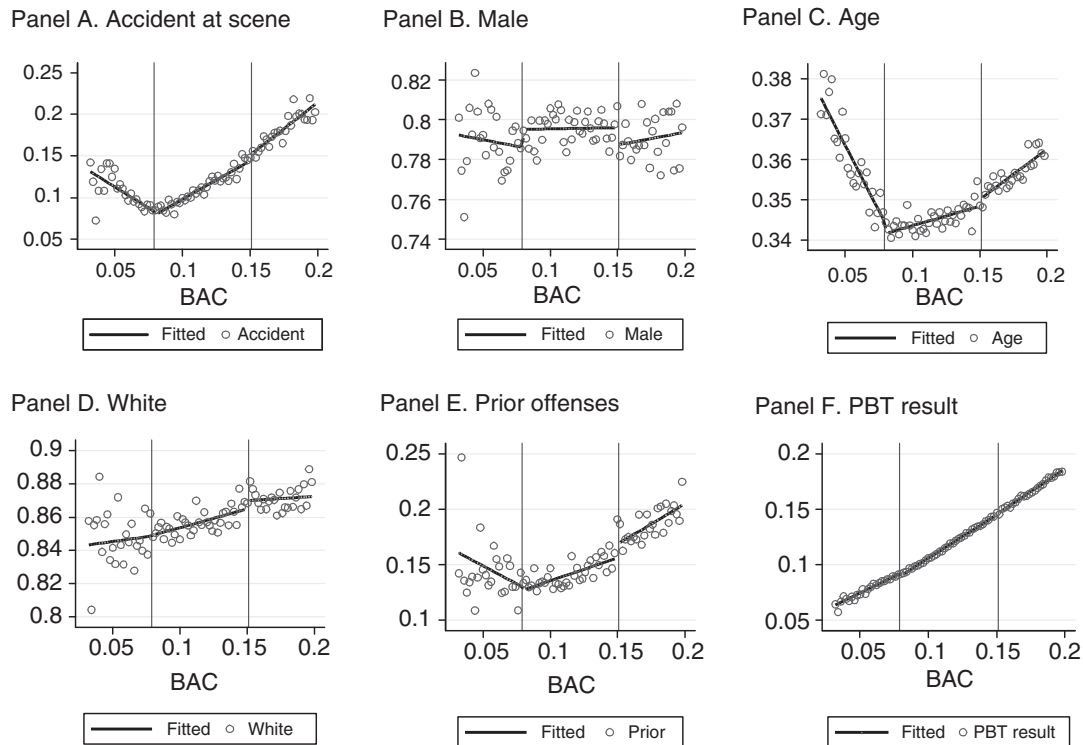 Panel A. Accident at scene
0.25
0.2
0.15
0.1
0.05
0.05 0.1 0.15 0.2
BAC
Fitted Accident
Panel B. Male
0.82
0.8
0.78
0.76
0.74
0.05 0.1 0.15 0.2
BAC
Fitted Male
Panel C. Age
0.38
0.37
0.36
0.35
0.34
0.05 0.1 0.15 0.2
BAC
Fitted Age
Panel D. White
0.9
0.88
0.86
0.84
0.82
0.8
0.05 0.1 0.15 0.2
BAC
Fitted White
Panel E. Prior offenses
0.25
0.2
0.15
0.1
0.05 0.1 0.15 0.2
BAC
Fitted Prior
Panel F. PBT result
0.2
0.15
0.1
0.05
0.05 0.1 0.15 0.2
BAC
Fitted PBT result